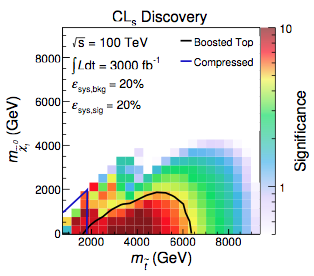 CLs Discovery
√s = 100 TeV
∫Ldt = 3000 fb⁻¹
εsys,bkg = 20%
εsys,sig = 20%
Boosted Top
Compressed
8000
6000
4000
2000
0
2000 4000 6000 8000
m t̃ (GeV)
m χ̃₁⁰ (GeV)
10
1
Significance